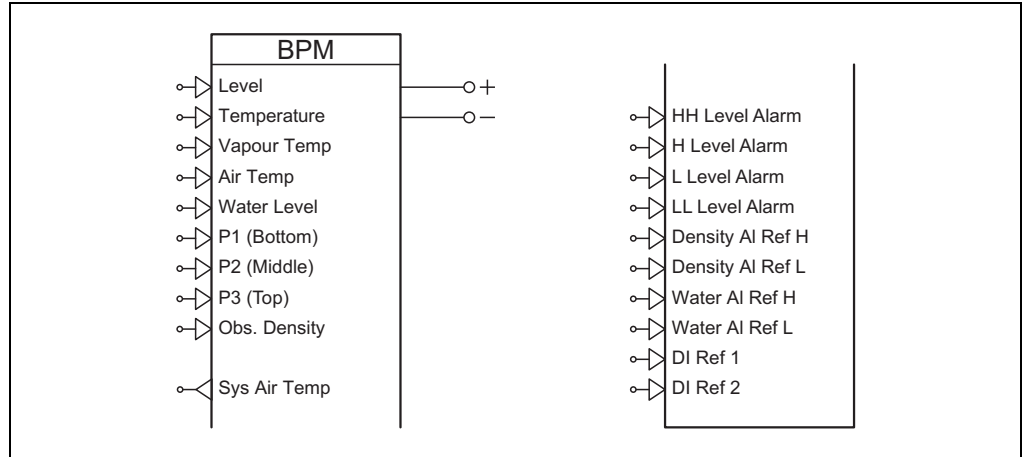 BPM
Level
Temperature
Vapour Temp
Air Temp
Water Level
P1 (Bottom)
P2 (Middle)
P3 (Top)
Obs. Density
Sys Air Temp
+
−
HH Level Alarm
H Level Alarm
L Level Alarm
LL Level Alarm
Density Al Ref H
Density Al Ref L
Water Al Ref H
Water Al Ref L
DI Ref 1
DI Ref 2